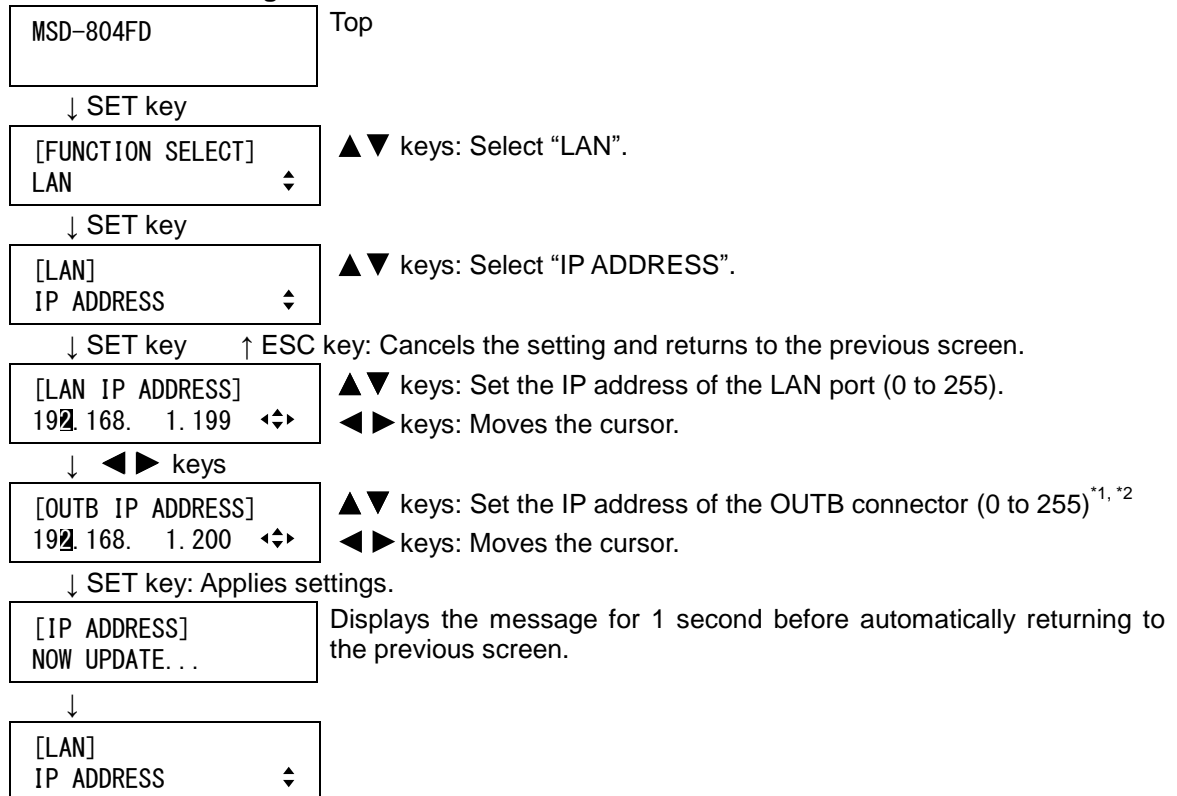 MSD-804FD
Top
↓ SET key
[FUNCTION SELECT]
LAN
▲▼ keys: Select “LAN”.
↓ SET key
[LAN]
IP ADDRESS
▲▼ keys: Select “IP ADDRESS”.
↓ SET key ↑ ESC key: Cancels the setting and returns to the previous screen.
[LAN IP ADDRESS]
192.168. 1.199
▲▼ keys: Set the IP address of the LAN port (0 to 255).
◀▶ keys: Moves the cursor.
↓ ◀▶ keys
[OUTB IP ADDRESS]
192.168. 1.200
▲▼ keys: Set the IP address of the OUTB connector (0 to 255)*1, *2
◀▶ keys: Moves the cursor.
↓ SET key: Applies settings.
[IP ADDRESS]
NOW UPDATE...
Displays the message for 1 second before automatically returning to
the previous screen.
↓
[LAN]
IP ADDRESS